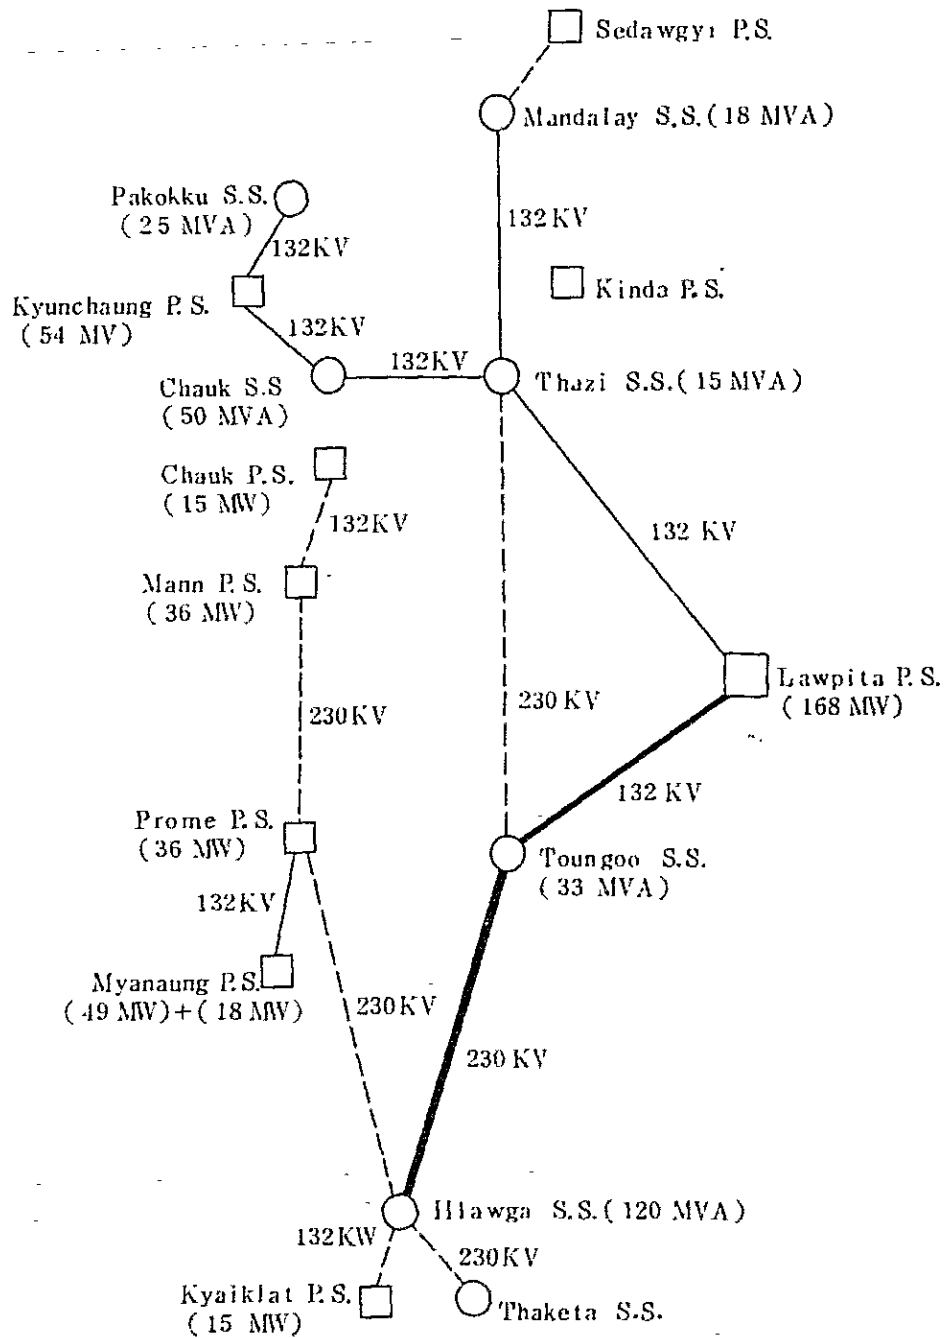 Sedawgyi P.S.
Mandalay S.S.(18 MVA)
Pakokku S.S.
(25 MVA)
132KV
132KV
Kinda P.S.
Kyunchaung P.S.
(54 MV)
132KV
132KV
Thazi S.S.(15 MVA)
Chauk S.S
(50 MVA)
Chauk P.S.
(15 MW)
132KV
132 KV
Mann P.S.
(36 MW)
Lawpita P.S.
(168 MW)
230KV
230KV
132 KV
Prome P.S.
(36 MW)
Toungoo S.S.
(33 MVA)
132KV
Myanaung P.S.
(49 MW)+(18 MW)
230KV
230 KV
Hlawga S.S.(120 MVA)
132KW
230KV
Kyaiklat P.S.
(15 MW)
Thaketa S.S.